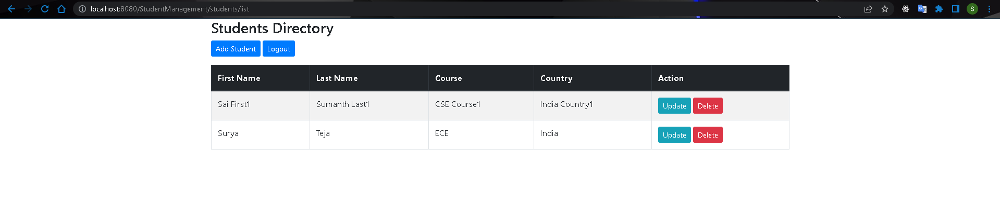 localhost:8080/StudentManagement/students/list
S
Students Directory
Add Student Logout
First Name Last Name Course Country Action
Sai First1 Sumanth Last1 CSE Course1 India Country1 Update Delete
Surya Teja ECE India Update Delete